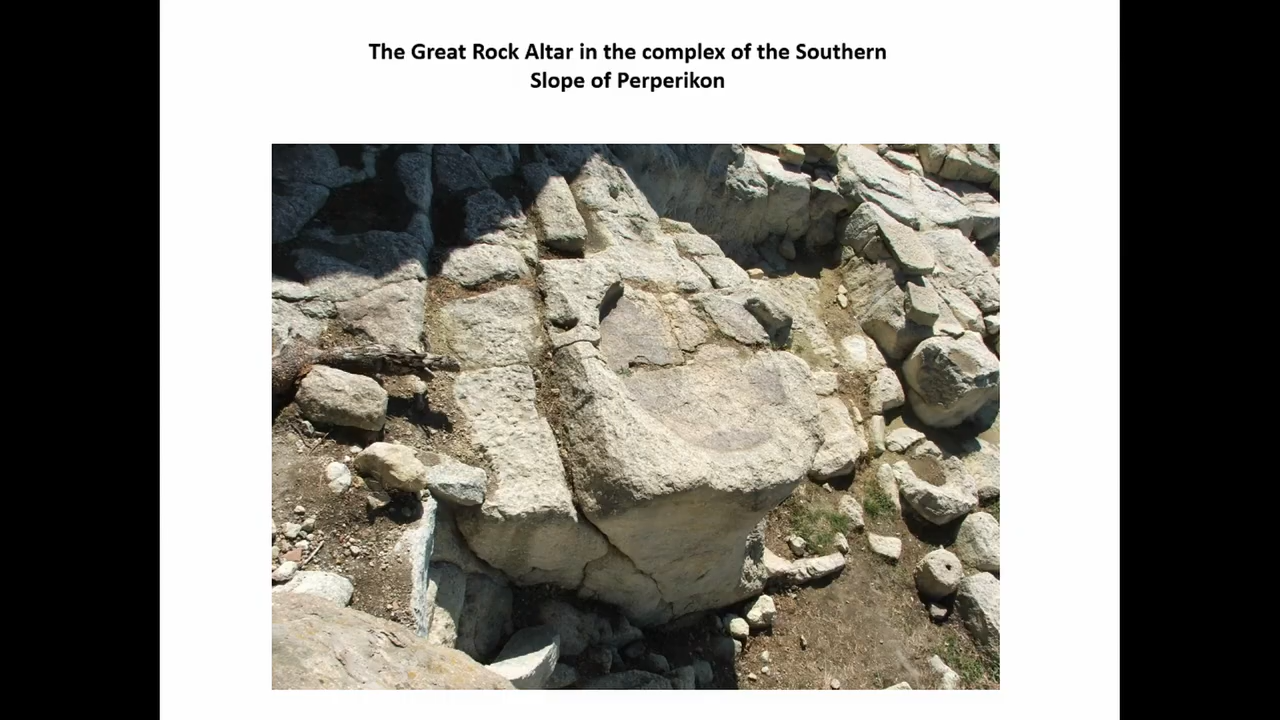 The Great Rock Altar in the complex of the Southern
Slope of Perperikon